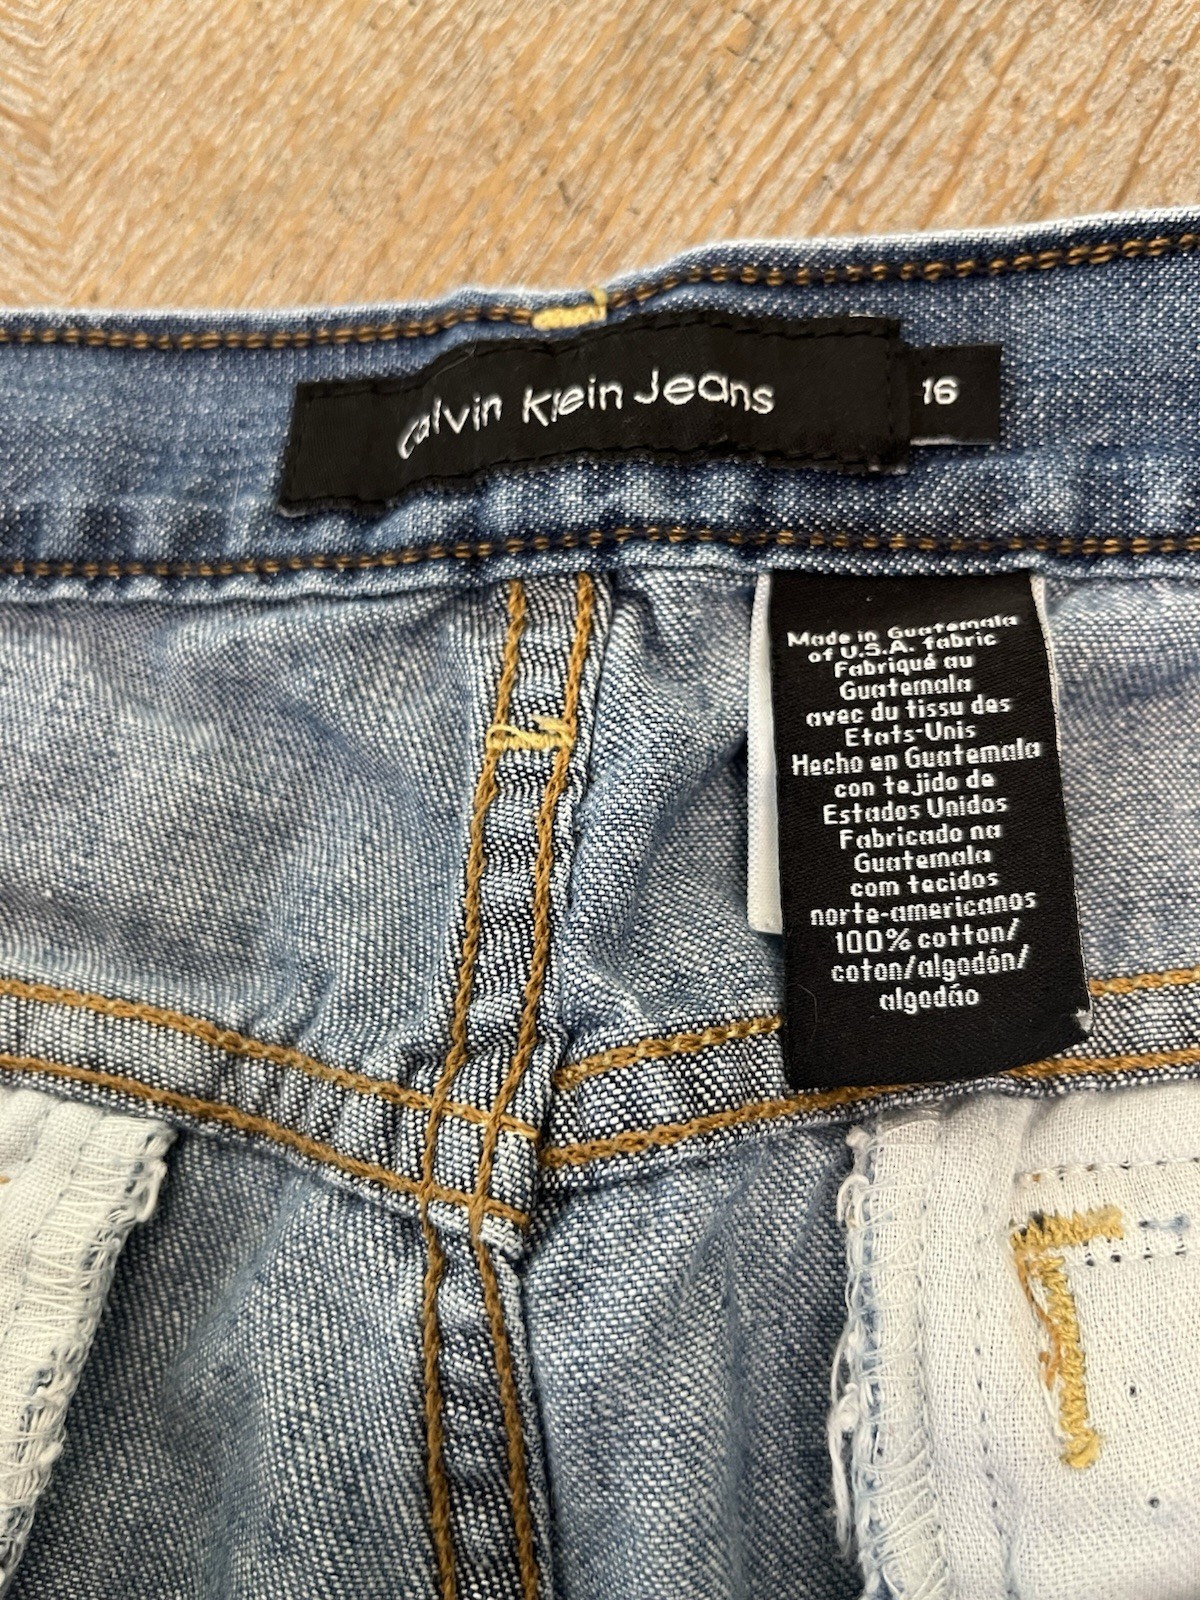 Calvin Klein Jeans
16
Made in Guatemala
of U.S.A. fabric
Fabriqué au
Guatemala
avec du tissu des
Etats-Unis
Hecho en Guatemala
con tejido de
Estados Unidos
Fabricado na
Guatemala
com tecidos
norte-americanos
100% cotton/
coton/algodón/
algodão